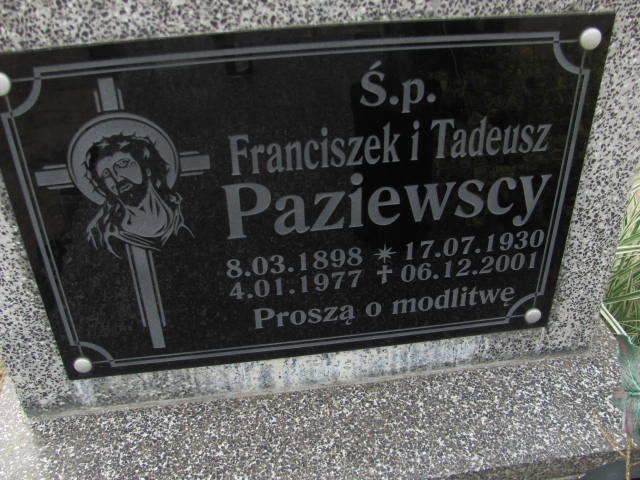 Ś.p.
Franciszek i Tadeusz
Paziewscy
8.03.1898 * 17.07.1930
4.01.1977 ✝ 06.12.2001
Proszą o modlitwę